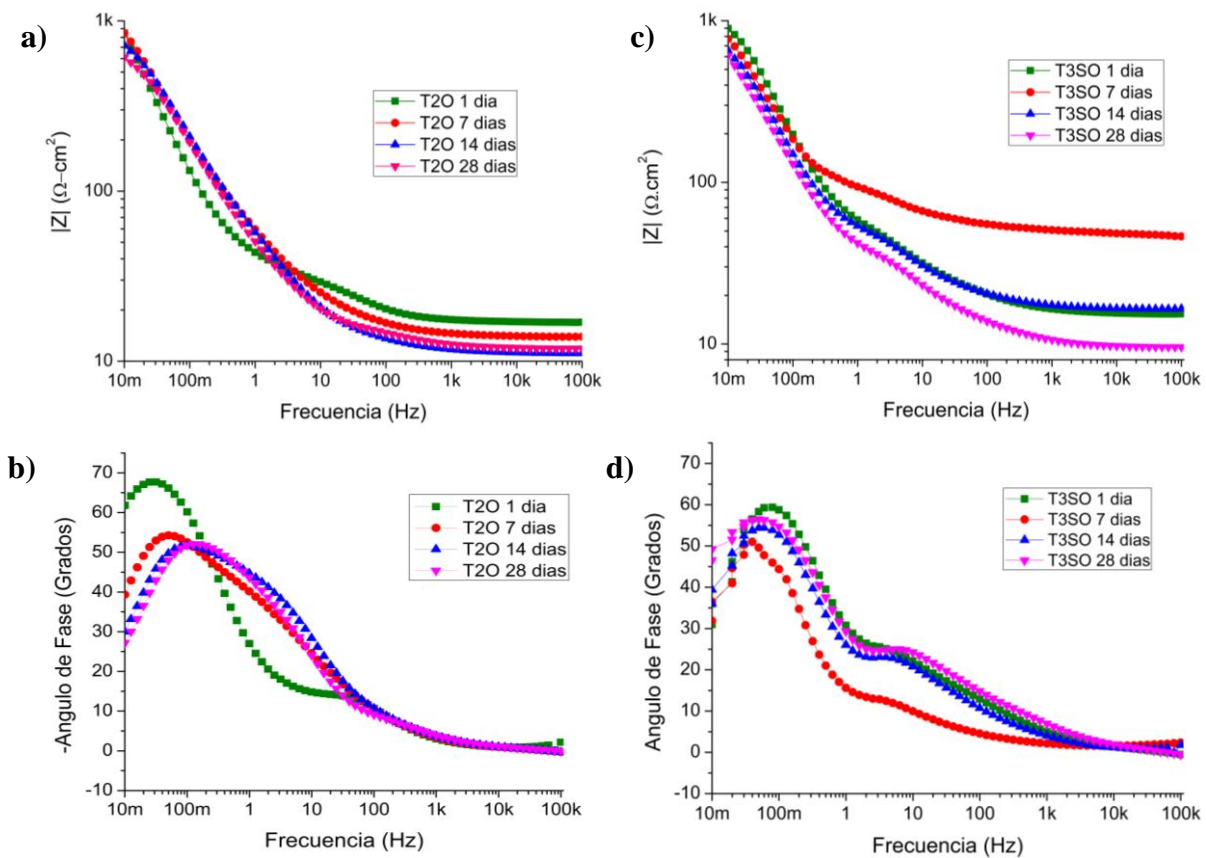 a)
1k
100
10
|Z| (Ω−cm²)
T2O 1 dia
T2O 7 dias
T2O 14 dias
T2O 28 dias
10m 100m 1 10 100 1k 10k 100k
Frecuencia (Hz)
c)
1k
100
10
|Z| (Ω.cm²)
T3SO 1 dia
T3SO 7 dias
T3SO 14 dias
T3SO 28 dias
10m 100m 1 10 100 1k 10k 100k
Frecuencia (Hz)
b)
70
60
50
40
30
20
10
0
-10
-Angulo de Fase (Grados)
T2O 1 dia
T2O 7 dias
T2O 14 dias
T2O 28 dias
10m 100m 1 10 100 1k 10k 100k
Frecuencia (Hz)
d)
70
60
50
40
30
20
10
0
-10
Angulo de Fase (Grados)
T3SO 1 dia
T3SO 7 dias
T3SO 14 dias
T3SO 28 dias
10m 100m 1 10 100 1k 10k 100k
Frecuencia (Hz)